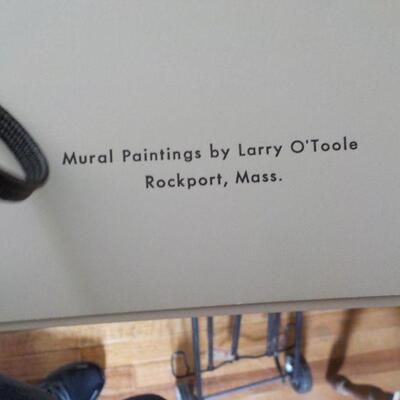 Mural Paintings by Larry O'Toole
Rockport, Mass.